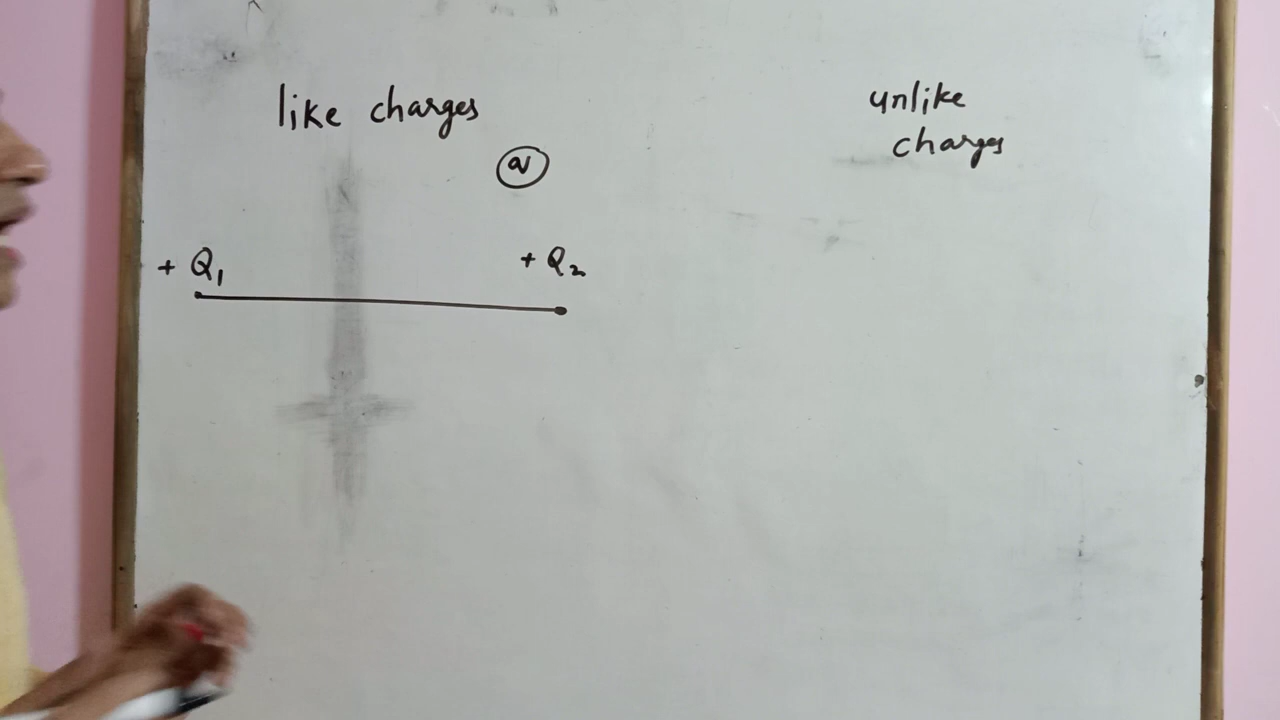 like charges
unlike
charges
+ Q₁
+ Q₂